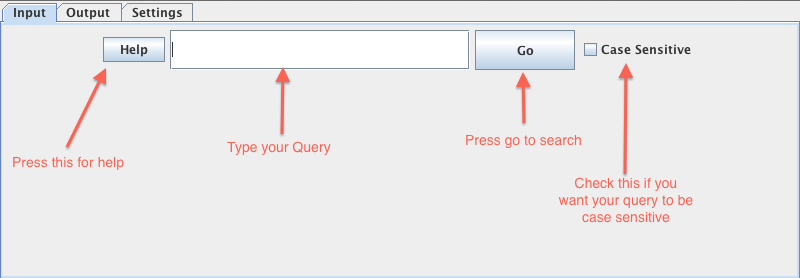 Input Output Settings
Help Go Case Sensitive
Press this for help
Type your Query
Press go to search
Check this if you
want your query to be
case sensitive